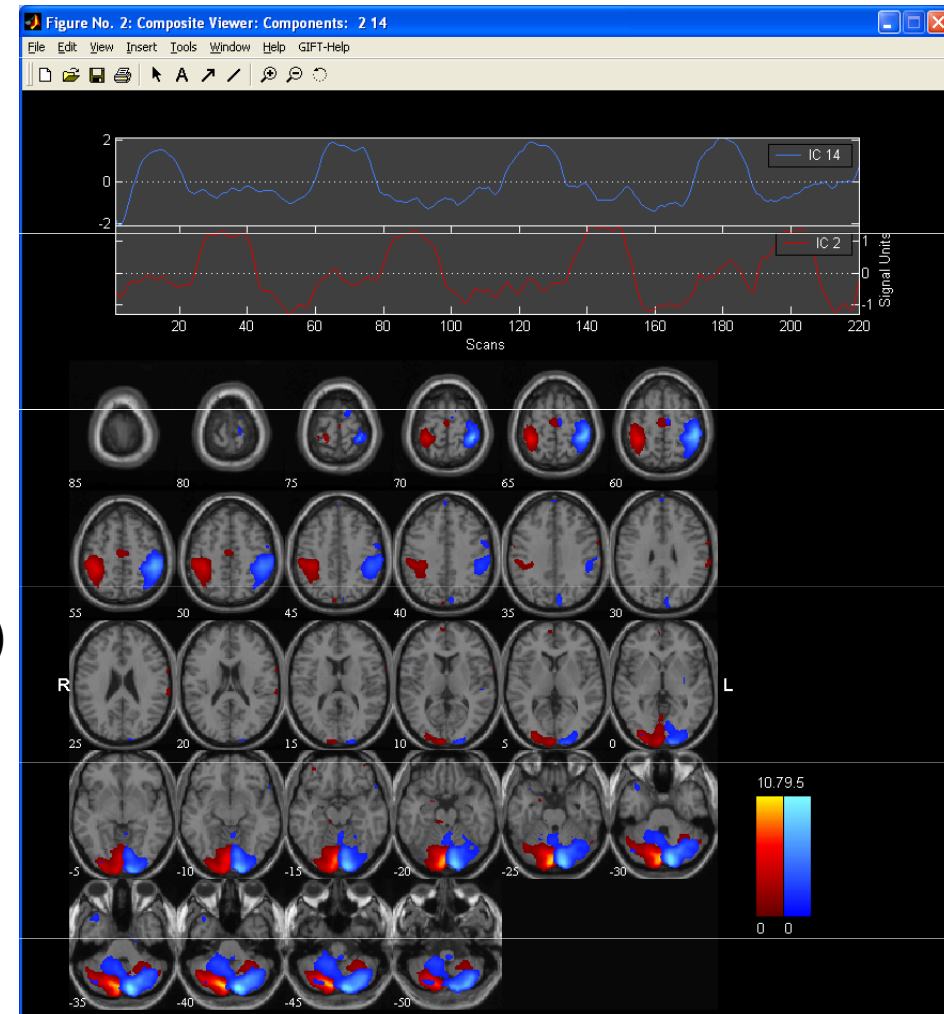 Figure No. 2: Composite Viewer: Components: 2 14
File Edit View Insert Tools Window Help GIFT-Help
A
2
0
-2
IC 14
IC 2
1
0
-1
Signal Units
20 40 60 80 100 120 140 160 180 200 220
Scans
85 80 75 70 65 60
55 50 45 40 35 30
)
R L
25 20 15 10 5 0
10.79.5
-5 -10 -15 -20 -25 -30
0 0
-35 -40 -45 -50